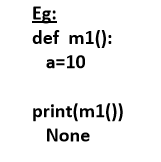 Eg:
def m1():
a=10
print(m1())
None